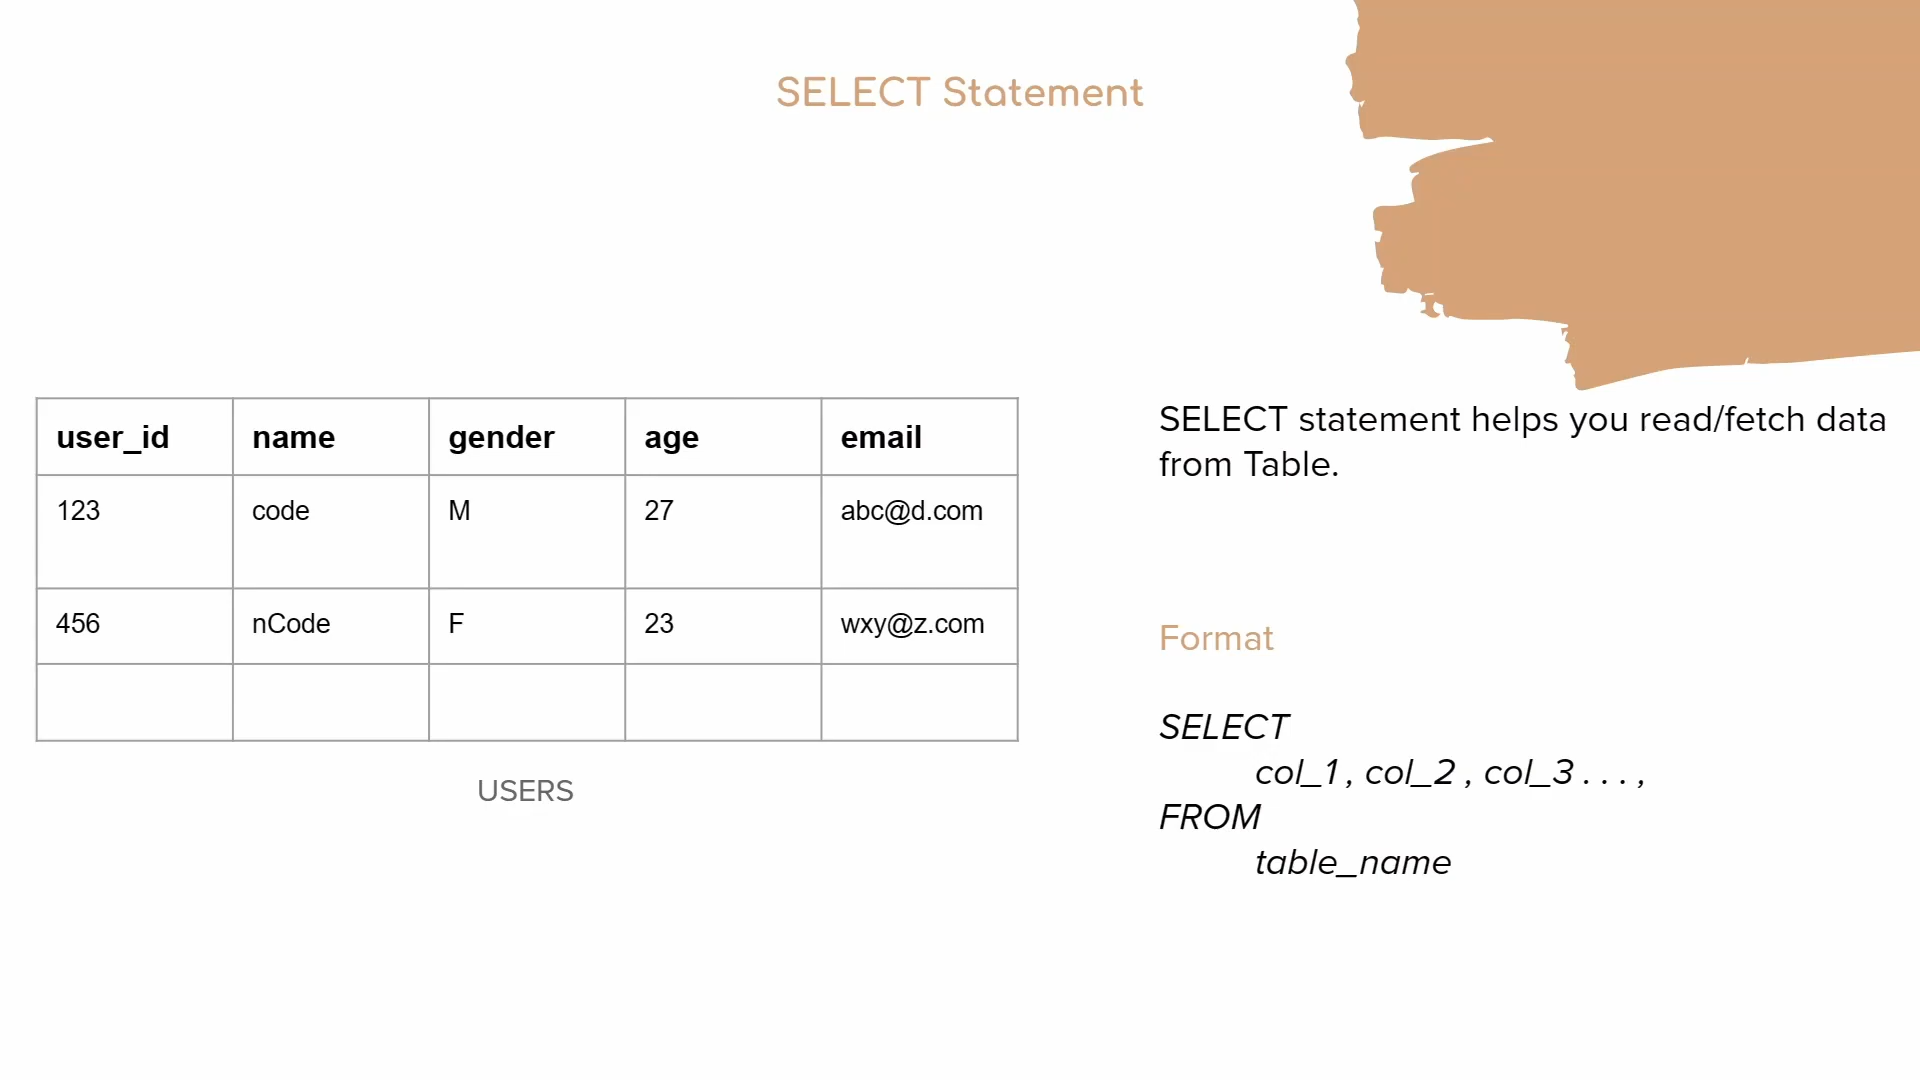 SELECT Statement
user_id name gender age email
123 code M 27 abc@d.com
456 nCode F 23 wxy@z.com
USERS
SELECT statement helps you read/fetch data
from Table.
Format
SELECT
col_1 , col_2 , col_3 . . . ,
FROM
table_name